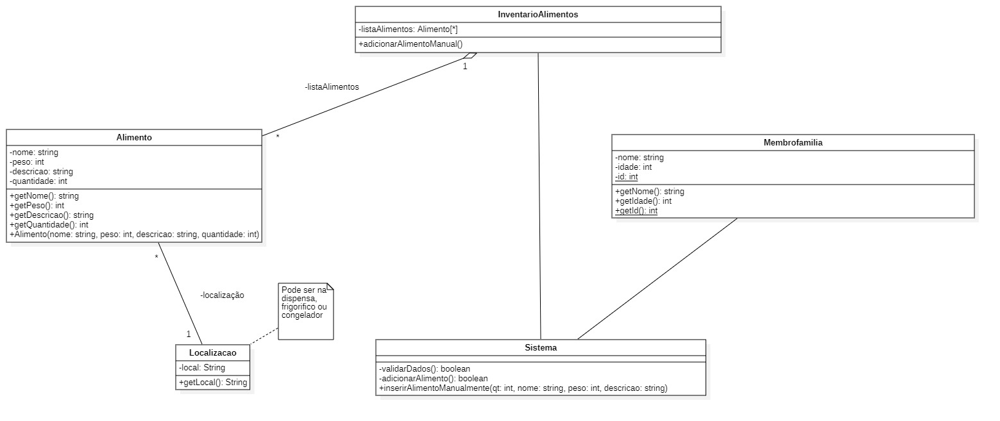 InventarioAlimentos
-listaAlimentos: Alimento[*]
+adicionarAlimentoManual()
1
-listaAlimentos
*
Alimento
-nome: string
-peso: int
-descricao: string
-quantidade: int
+getNome(): string
+getPeso(): int
+getDescricao(): string
+getQuantidade(): int
+Alimento(nome: string, peso: int, descricao: string, quantidade: int)
Membrofamilia
-nome: string
-idade: int
-id: int
+getNome(): string
+getIdade(): int
+getId(): int
*
-localização
1
Pode ser na
dispensa,
frigorifico ou
congelador
Localizacao
-local: String
+getLocal(): String
Sistema
-validarDados(): boolean
-adicionarAlimento(): boolean
+inserirAlimentoManualmente(qt: int, nome: string, peso: int, descricao: string)